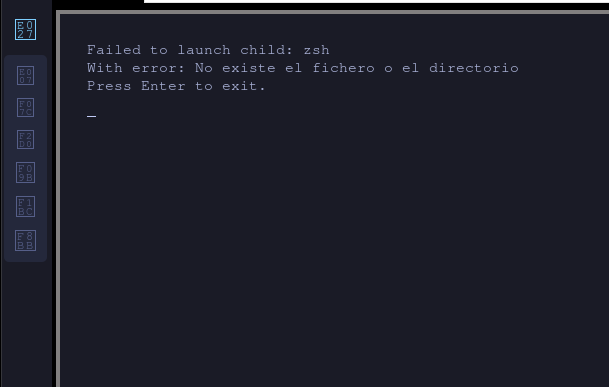 E0
27
E0
07
F0
7C
F2
D0
F0
9B
F1
BC
F8
BB
Failed to launch child: zsh
With error: No existe el fichero o el directorio
Press Enter to exit.